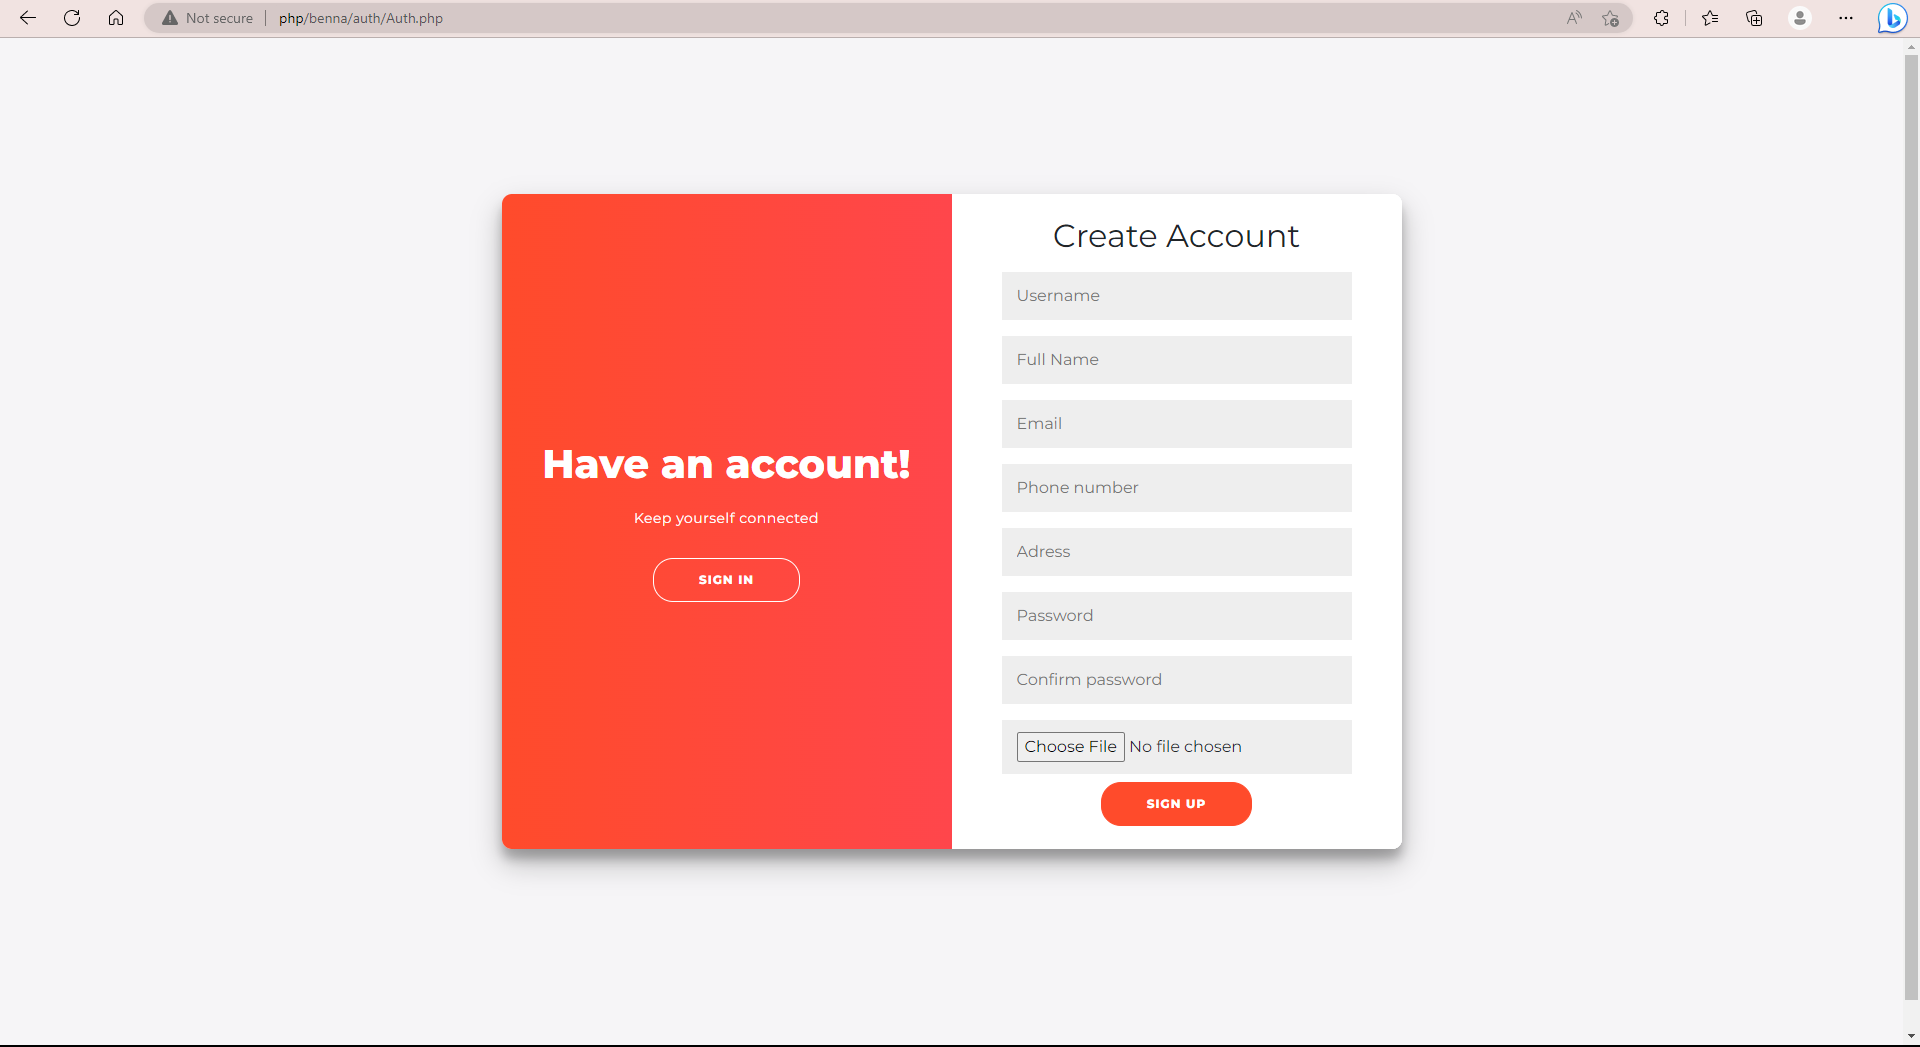 Not secure php/benna/auth/Auth.php
Have an account!
Keep yourself connected
SIGN IN
Create Account
Username
Full Name
Email
Phone number
Adress
Password
Confirm password
Choose File No file chosen
SIGN UP